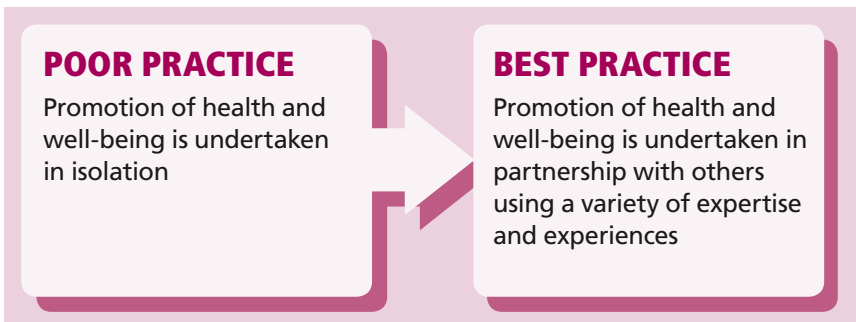 POOR PRACTICE
Promotion of health and
well-being is undertaken
in isolation
BEST PRACTICE
Promotion of health and
well-being is undertaken in
partnership with others
using a variety of expertise
and experiences